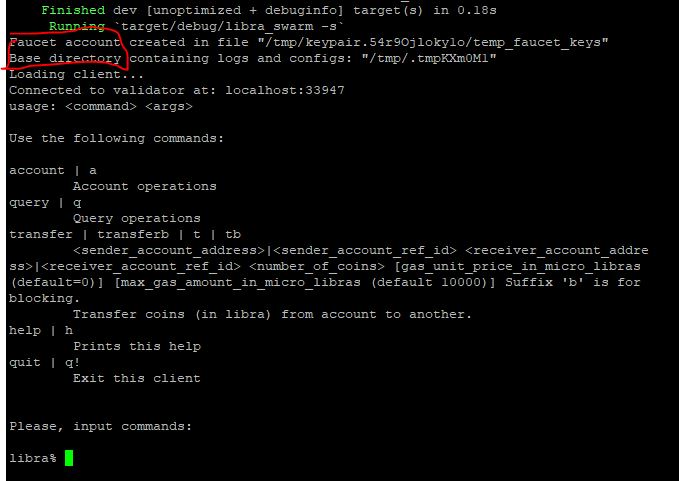 Finished dev [unoptimized + debuginfo] target(s) in 0.18s
Running `target/debug/libra_swarm -s`
Faucet account created in file "/tmp/keypair.54r9Ojloky1o/temp_faucet_keys"
Base directory containing logs and configs: "/tmp/.tmpKXm0M1"
Loading client...
Connected to validator at: localhost:33947
usage: <command> <args>
Use the following commands:
account | a
Account operations
query | q
Query operations
transfer | transferb | t | tb
<sender_account_address>|<sender_account_ref_id> <receiver_account_addre
ss>|<receiver_account_ref_id> <number_of_coins> [gas_unit_price_in_micro_libras
(default=0)] [max_gas_amount_in_micro_libras (default 10000)] Suffix 'b' is for
blocking.
Transfer coins (in libra) from account to another.
help | h
Prints this help
quit | q!
Exit this client
Please, input commands:
libra%